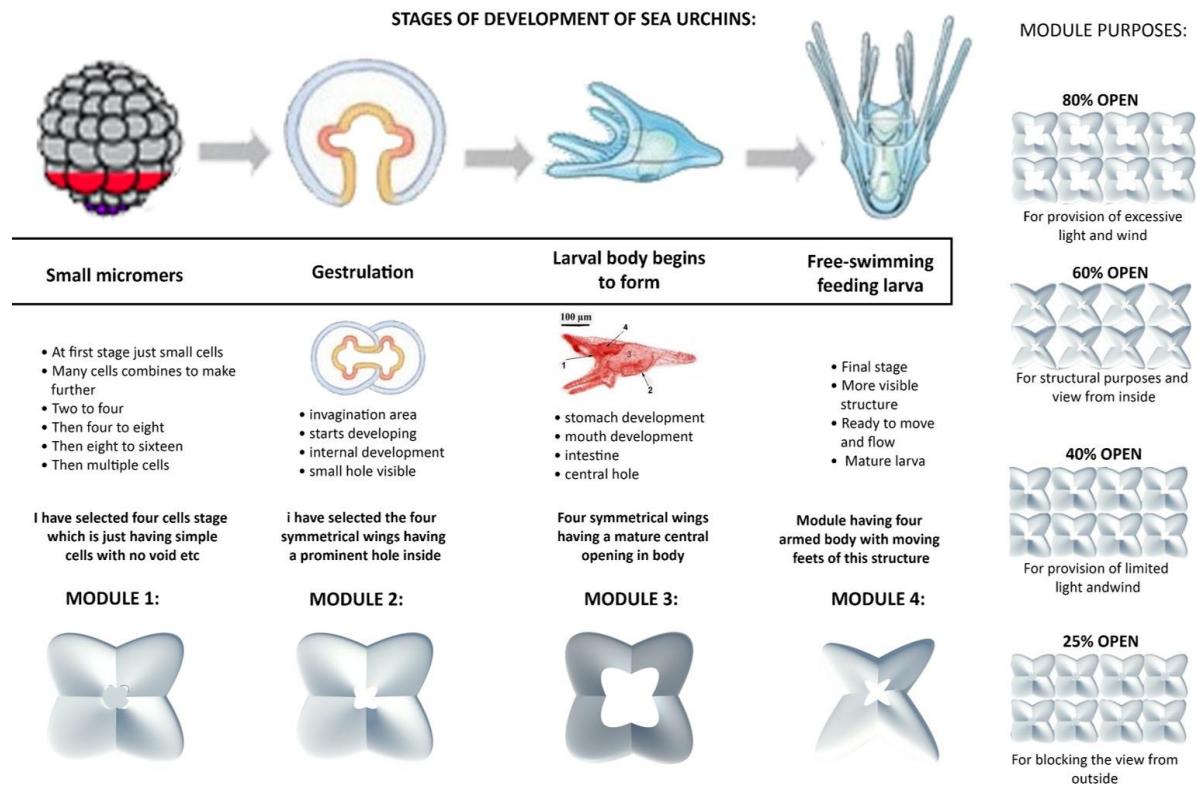 STAGES OF DEVELOPMENT OF SEA URCHINS:
Small micromers
Gestrulation
Larval body begins
to form
Free-swimming
feeding larva
• At first stage just small cells
• Many cells combines to make
further
• Two to four
• Then four to eight
• Then eight to sixteen
• Then multiple cells
• invagination area
• starts developing
• internal development
• small hole visible
100 µm
4
3
1
2
• stomach development
• mouth development
• intestine
• central hole
• Final stage
• More visible
structure
• Ready to move
and flow
• Mature larva
I have selected four cells stage
which is just having simple
cells with no void etc
i have selected the four
symmetrical wings having
a prominent hole inside
Four symmetrical wings
having a mature central
opening in body
Module having four
armed body with moving
feets of this structure
MODULE 1:
MODULE 2:
MODULE 3:
MODULE 4:
MODULE PURPOSES:
80% OPEN
For provision of excessive
light and wind
60% OPEN
For structural purposes and
view from inside
40% OPEN
For provision of limited
light andwind
25% OPEN
For blocking the view from
outside